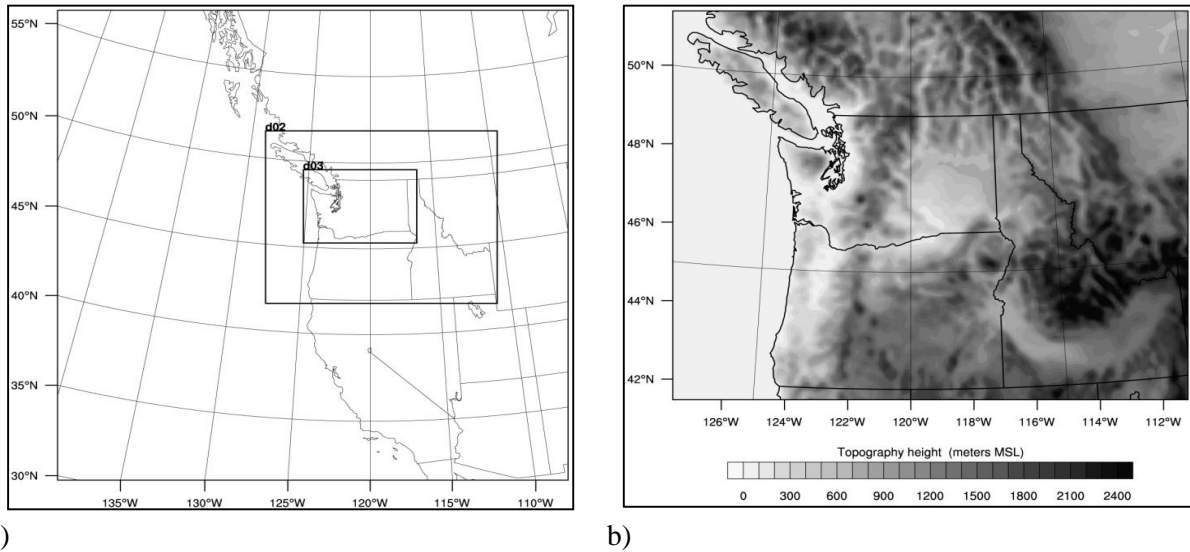 55°N
50°N
45°N
40°N
35°N
30°N
135°W 130°W 125°W 120°W 115°W 110°W
d02
d03
)
50°N
48°N
46°N
44°N
42°N
126°W 124°W 122°W 120°W 118°W 116°W 114°W 112°W
Topography height (meters MSL)
0 300 600 900 1200 1500 1800 2100 2400
b)